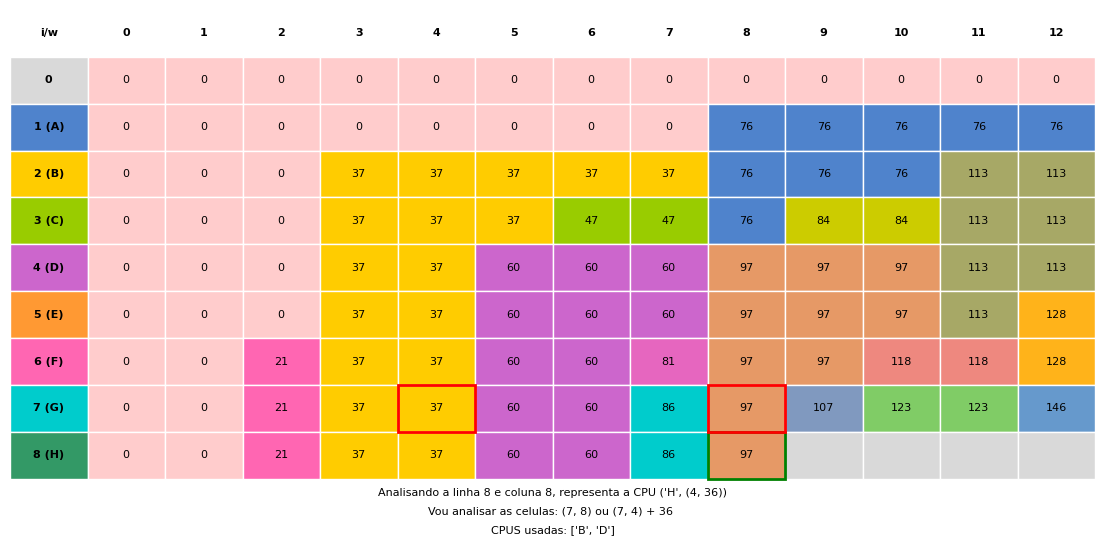 i/w 0 1 2 3 4 5 6 7 8 9 10 11 12
0 0 0 0 0 0 0 0 0 0 0 0 0 0
1 (A) 0 0 0 0 0 0 0 0 76 76 76 76 76
2 (B) 0 0 0 37 37 37 37 37 76 76 76 113 113
3 (C) 0 0 0 37 37 37 47 47 76 84 84 113 113
4 (D) 0 0 0 37 37 60 60 60 97 97 97 113 113
5 (E) 0 0 0 37 37 60 60 60 97 97 97 113 128
6 (F) 0 0 21 37 37 60 60 81 97 97 118 118 128
7 (G) 0 0 21 37 37 60 60 86 97 107 123 123 146
8 (H) 0 0 21 37 37 60 60 86 97
Analisando a linha 8 e coluna 8, representa a CPU ('H', (4, 36))
Vou analisar as celulas: (7, 8) ou (7, 4) + 36
CPUS usadas: ['B', 'D']